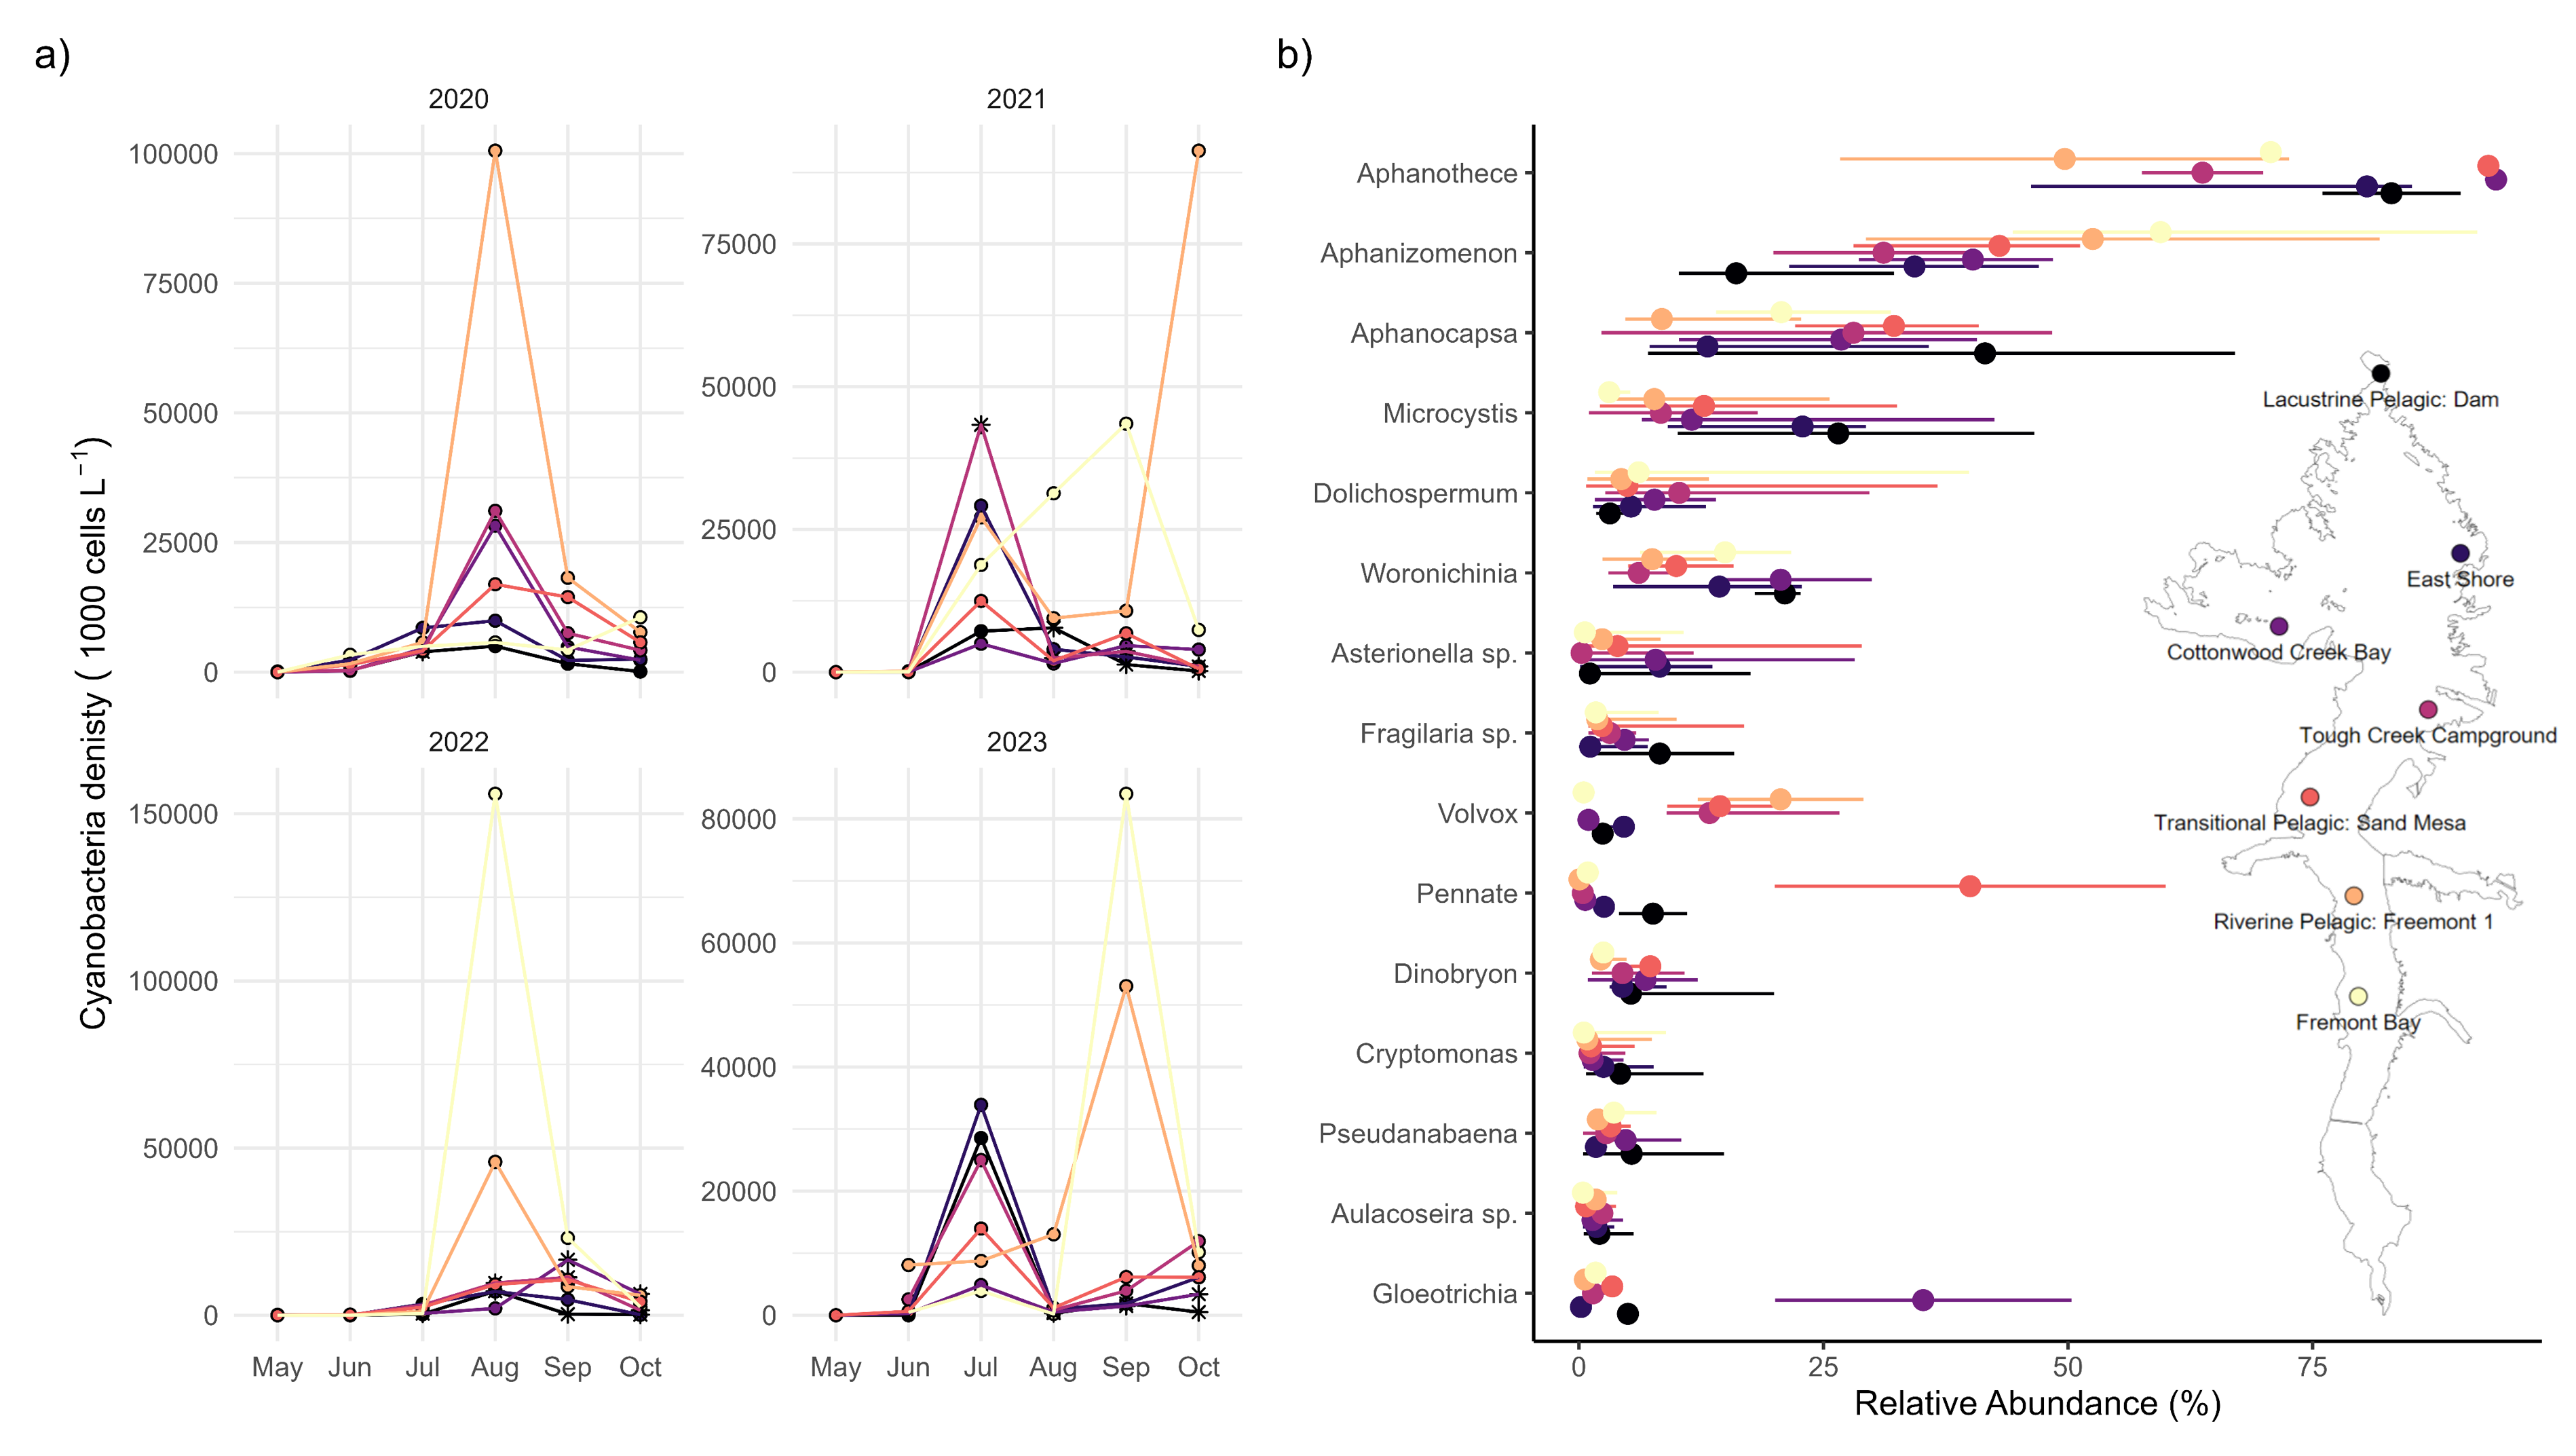 a)
2020
2021
100000
75000
50000
25000
0
75000
50000
25000
0
2022
2023
150000
100000
50000
0
80000
60000
40000
20000
0
May Jun Jul Aug Sep Oct
May Jun Jul Aug Sep Oct
Cyanobacteria denisty ( 1000 cells L⁻¹)
b)
Aphanothece
Aphanizomenon
Aphanocapsa
Microcystis
Dolichospermum
Woronichinia
Asterionella sp.
Fragilaria sp.
Volvox
Pennate
Dinobryon
Cryptomonas
Pseudanabaena
Aulacoseira sp.
Gloeotrichia
0 25 50 75
Relative Abundance (%)
Lacustrine Pelagic: Dam
East Shore
Cottonwood Creek Bay
Tough Creek Campground
Transitional Pelagic: Sand Mesa
Riverine Pelagic: Freemont 1
Fremont Bay